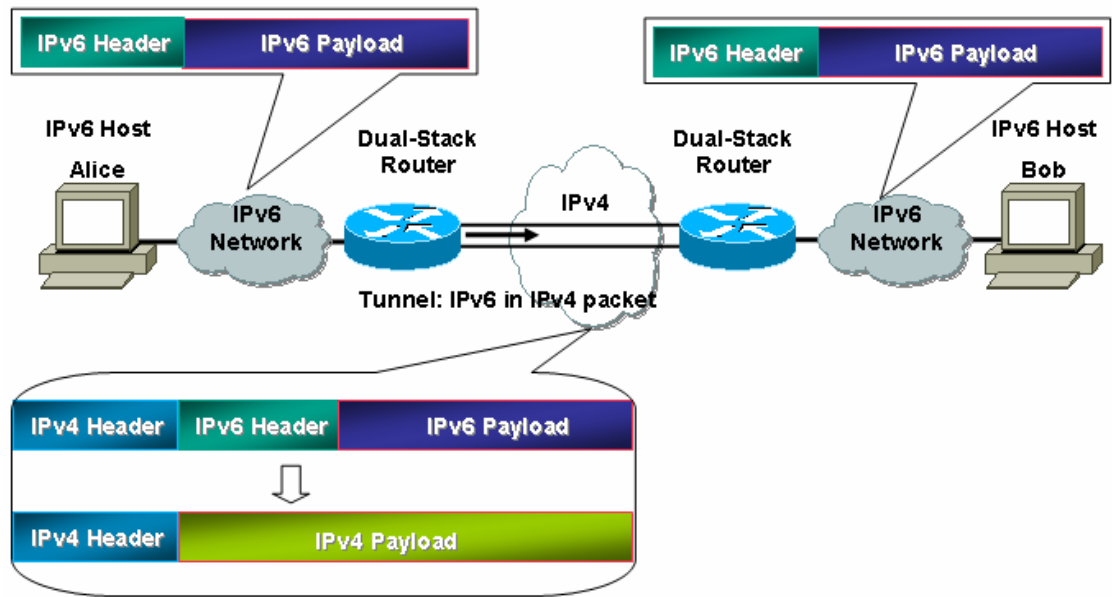 IPv6 Header IPv6 Payload
IPv6 Header IPv6 Payload
IPv6 Host
Alice
Dual-Stack
Router
Dual-Stack
Router
IPv6 Host
Bob
IPv6
Network
IPv4
IPv6
Network
Tunnel: IPv6 in IPv4 packet
IPv4 Header IPv6 Header IPv6 Payload
IPv4 Header IPv4 Payload